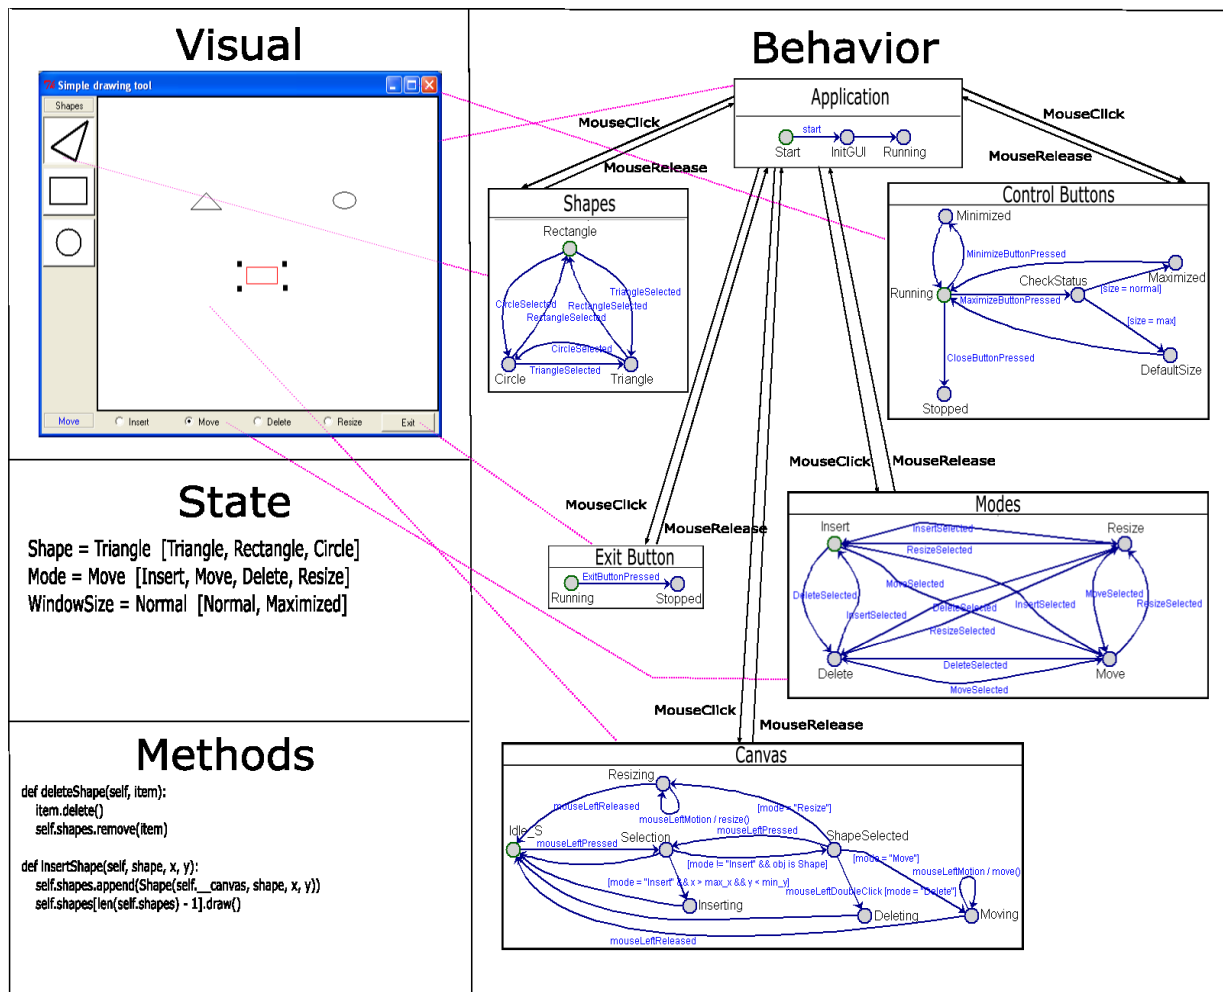 Visual
Simple drawing tool
Shapes
Move
Insert
Move
Delete
Resize
Exit
State
Shape = Triangle [Triangle, Rectangle, Circle]
Mode = Move [Insert, Move, Delete, Resize]
WindowSize = Normal [Normal, Maximized]
Methods
def deleteShape(self, item):
item.delete()
self.shapes.remove(item)
def InsertShape(self, shape, x, y):
self.shapes.append(Shape(self.__canvas, shape, x, y))
self.shapes[len(self.shapes) - 1].draw()
Behavior
Application
start
Start
InitGUI
Running
MouseClick
MouseRelease
MouseClick
MouseRelease
Shapes
Rectangle
CircleSelected
TriangleSelected
RectangleSelected
RectangleSelected
CircleSelected
TriangleSelected
Circle
Triangle
Control Buttons
Minimized
MinimizeButtonPressed
Maximized
CheckStatus
Running
[size = normal]
MaximizeButtonPressed
[size = max]
CloseButtonPressed
DefaultSize
Stopped
MouseClick
MouseRelease
MouseClick
MouseRelease
Exit Button
ExitButtonPressed
Running
Stopped
Modes
Insert
Resize
InsertSelected
ResizeSelected
MoveSelected
MoveSelected
DeleteSelected
ResizeSelected
InsertSelected
DeleteSelected
InsertSelected
ResizeSelected
DeleteSelected
Delete
Move
MoveSelected
MouseClick
MouseRelease
Canvas
Resizing
mouseLeftReleased
mouseLeftMotion / resize()
[mode = "Resize"]
Idle_S
mouseLeftPressed
Selection
mouseLeftPressed
ShapeSelected
[mode = "Move"]
[mode != "Insert" && obj is Shape]
mouseLeftMotion / move()
[mode = "Insert" && x > max_x && y < min_y]
mouseLeftDoubleClick [mode = "Delete"]
Inserting
Deleting
Moving
mouseLeftReleased